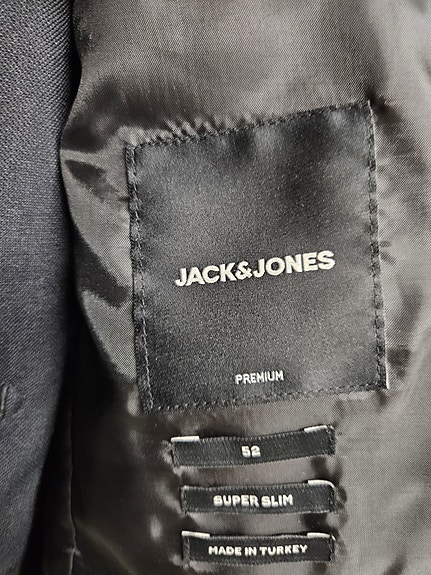 JACK&JONES
PREMIUM
52
SUPER SLIM
MADE IN TURKEY